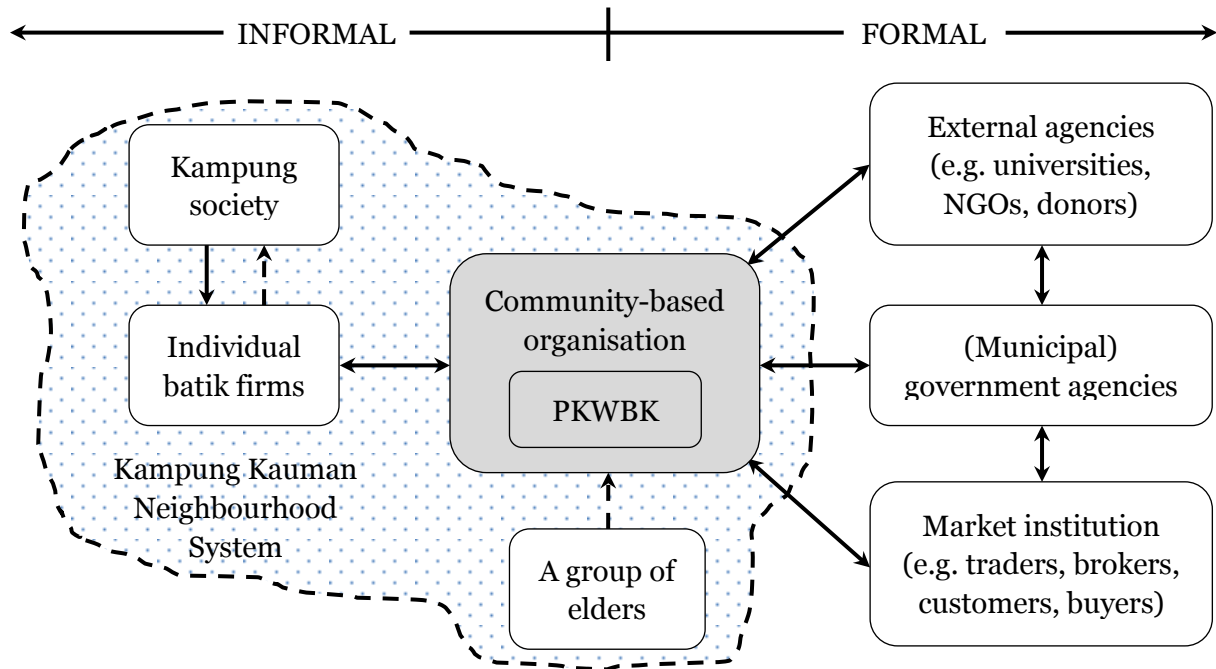 INFORMAL
FORMAL
Kampung
society
Individual
batik firms
Kampung Kauman
Neighbourhood
System
Community-based
organisation
PKWBK
A group of
elders
External agencies
(e.g. universities,
NGOs, donors)
(Municipal)
government agencies
Market institution
(e.g. traders, brokers,
customers, buyers)